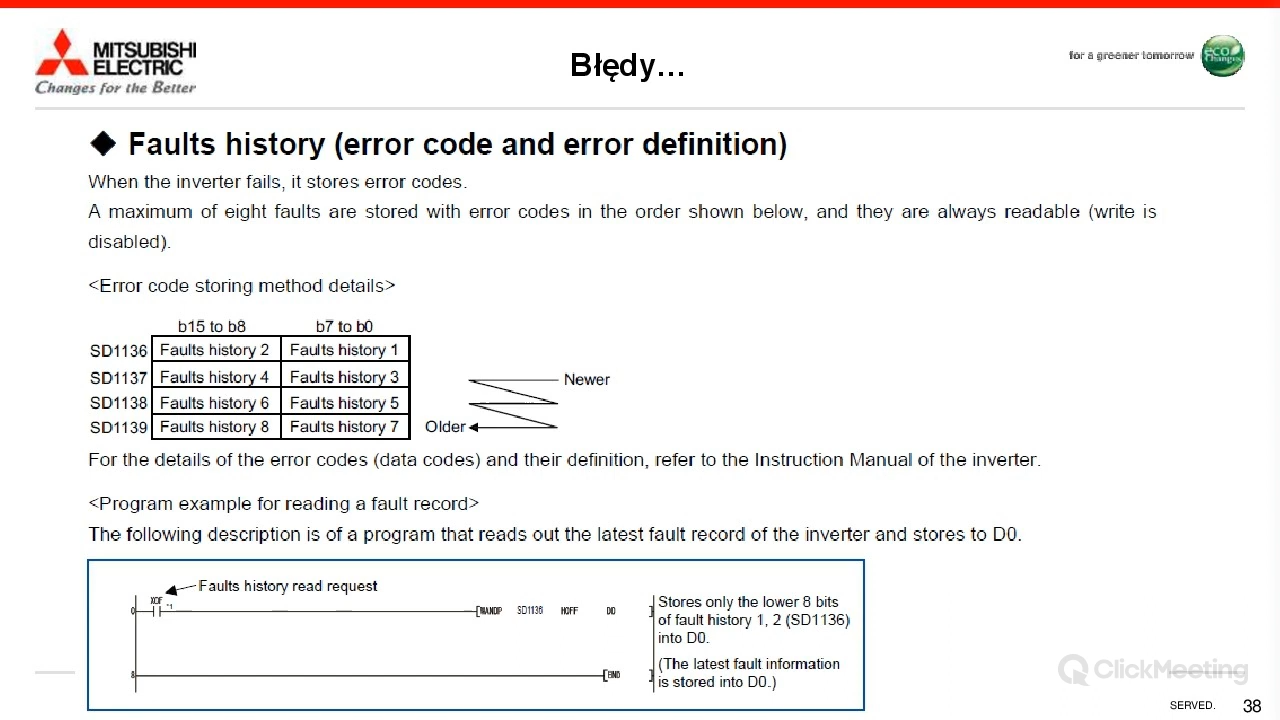 MITSUBISHI
ELECTRIC
Changes for the Better
Błędy...
for a greener tomorrow
eco
Changes
◆ Faults history (error code and error definition)
When the inverter fails, it stores error codes.
A maximum of eight faults are stored with error codes in the order shown below, and they are always readable (write is
disabled).
<Error code storing method details>
b15 to b8 b7 to b0
SD1136 Faults history 2 Faults history 1
SD1137 Faults history 4 Faults history 3
Newer
SD1138 Faults history 6 Faults history 5
SD1139 Faults history 8 Faults history 7
Older
For the details of the error codes (data codes) and their definition, refer to the Instruction Manual of the inverter.
<Program example for reading a fault record>
The following description is of a program that reads out the latest fault record of the inverter and stores to D0.
Faults history read request
X0F
*1
0 [WANDP SD1136 H0FF D0 ]
Stores only the lower 8 bits
of fault history 1, 2 (SD1136)
into D0.
(The latest fault information
is stored into D0.)
8 [END ]
ClickMeeting
SERVED.
38